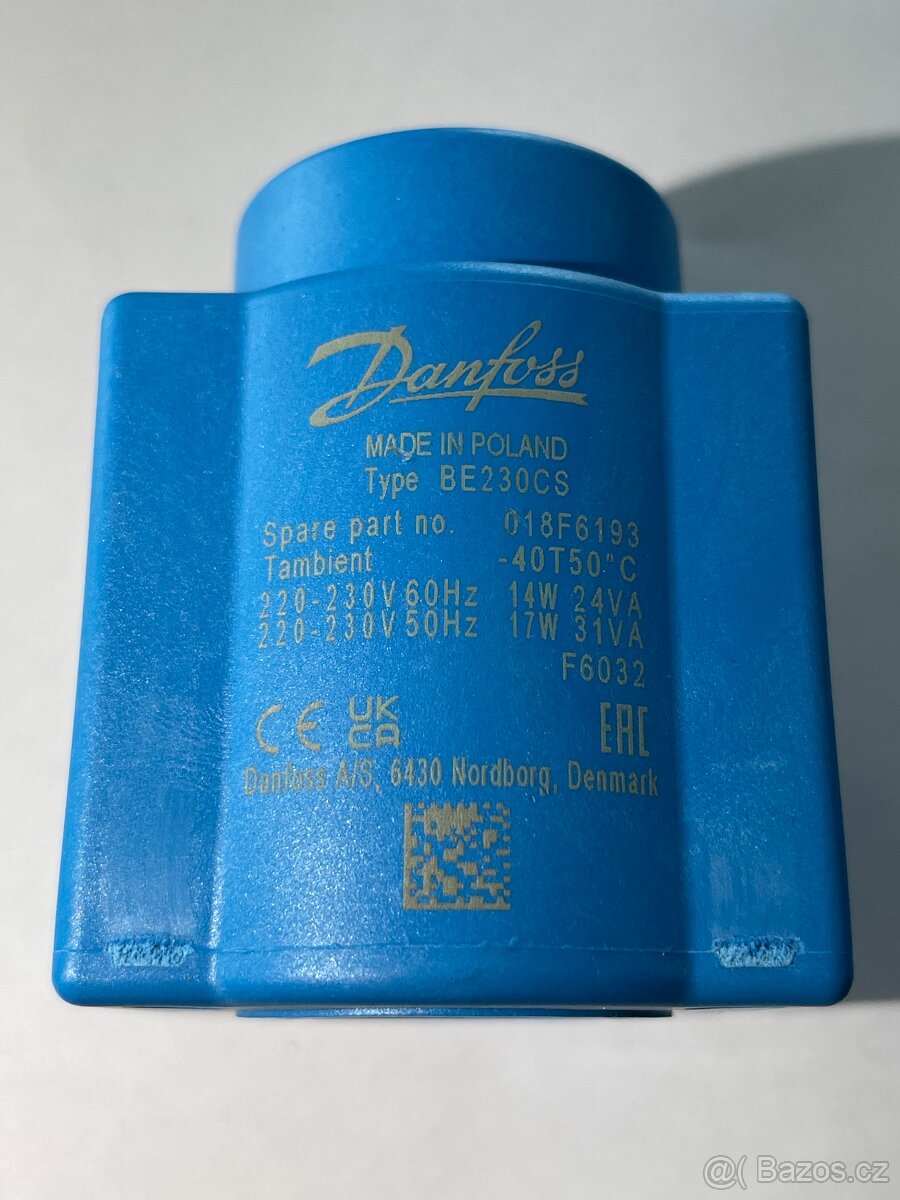 Danfoss
MADE IN POLAND
Type BE230CS
Spare part no. 018F6193
Tambient -40T50°C
220-230V 60Hz 14W 24VA
220-230V 50Hz 17W 31VA
F6032
CE UK CA EAC
Danfoss A/S, 6430 Nordborg, Denmark
@( Bazos.cz